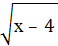 √x – 4